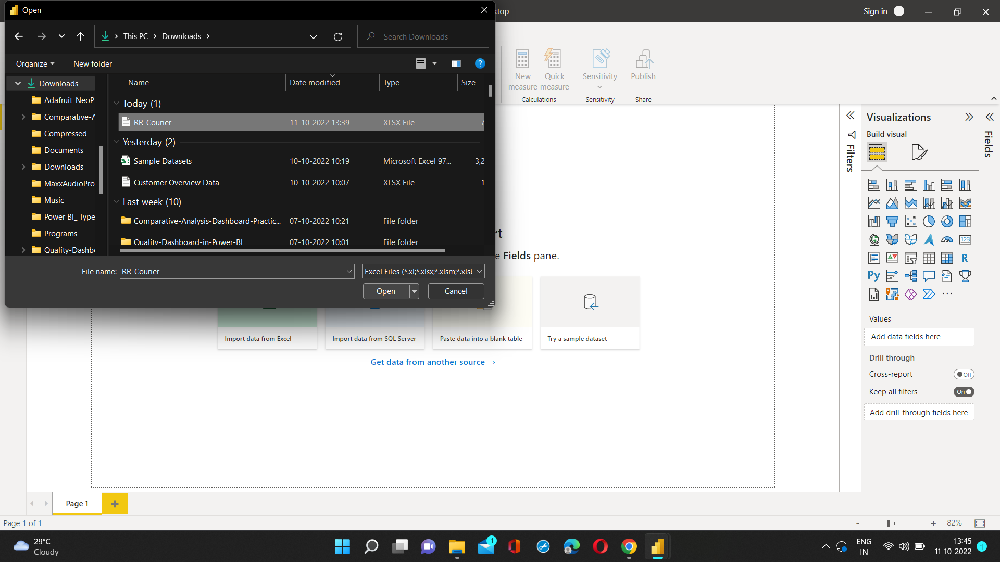 Open
ktop
Sign in
This PC
Downloads
Search Downloads
Organize
New folder
?
Downloads
Adafruit_NeoPi
Comparative-A
Compressed
Documents
Downloads
MaxxAudioPro
Music
Power BI_ Type
Programs
Quality-Dashbo
Name
Date modified
Type
Size
Today (1)
RR_Courier
11-10-2022 13:39
XLSX File
7
Yesterday (2)
Sample Datasets
10-10-2022 10:19
Microsoft Excel 97...
3,2
Customer Overview Data
10-10-2022 10:07
XLSX File
1
Last week (10)
Comparative-Analysis-Dashboard-Practic...
07-10-2022 10:21
File folder
Quality-Dashboard-in-Power-BI
07-10-2022 10:01
File folder
File name:
RR_Courier
Excel Files (*.xl;*.xlsx;*.xlsm;*.xlsb
Open
Cancel
New
measure
Quick
measure
Calculations
Sensitivity
Sensitivity
Publish
Share
rt
e Fields pane.
Import data from Excel
Import data from SQL Server
Paste data into a blank table
Try a sample dataset
Get data from another source →
Filters
Visualizations
Build visual
123
R
Py
...
Values
Add data fields here
Drill through
Cross-report
Off
Keep all filters
On
Add drill-through fields here
Fields
Page 1
+
Page 1 of 1
-
+
82%
29°C
Cloudy
1
ENG
IN
13:45
11-10-2022
1